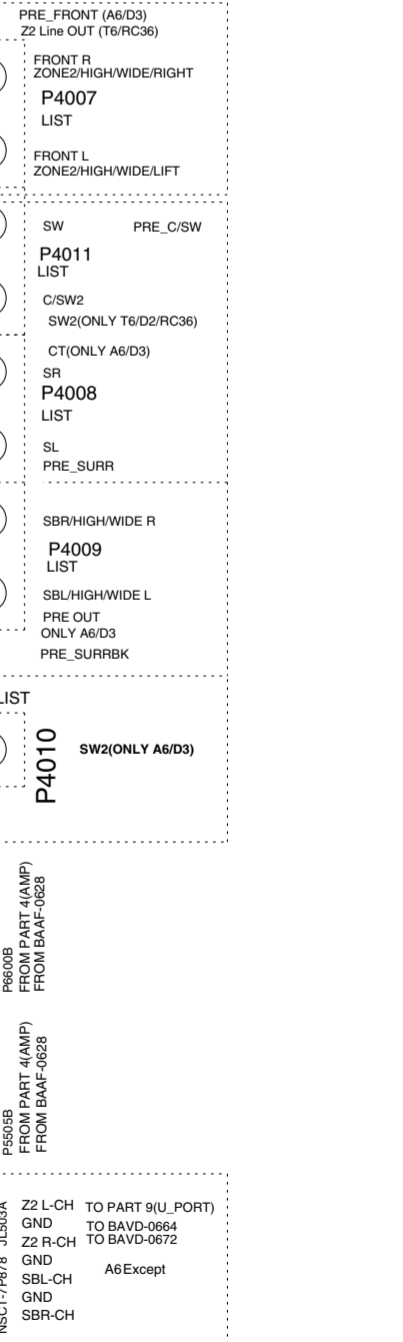 PRE_FRONT (A6/D3)
Z2 Line OUT (T6/RC36)
FRONT R
ZONE2/HIGH/WIDE/RIGHT
P4007
LIST
FRONT L
ZONE2/HIGH/WIDE/LIFT
SW PRE_C/SW
P4011
LIST
C/SW2
SW2(ONLY T6/D2/RC36)
CT(ONLY A6/D3)
SR
P4008
LIST
SL
PRE_SURR
SBR/HIGH/WIDE R
P4009
LIST
SBL/HIGH/WIDE L
PRE OUT
ONLY A6/D3
PRE_SURRBK
LIST
P4010
SW2(ONLY A6/D3)
P6600B
FROM PART 4(AMP)
FROM BAAF-0628
P5505B
FROM PART 4(AMP)
FROM BAAF-0628
JL503A
NSCT-7P878
Z2 L-CH TO PART 9(U_PORT)
GND TO BAVD-0664
Z2 R-CH TO BAVD-0672
GND A6Except
SBL-CH
GND
SBR-CH